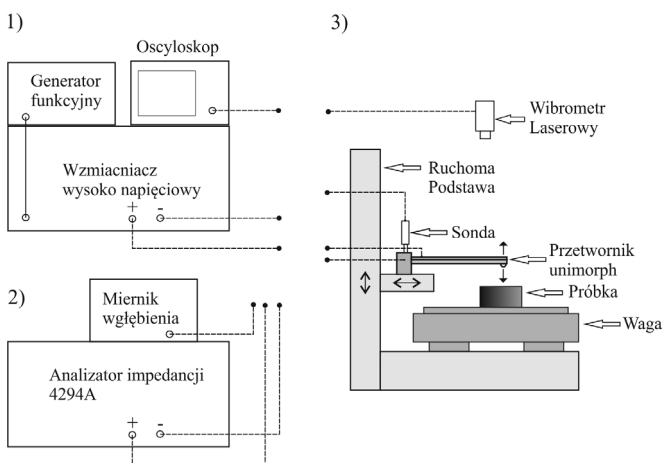 1)
Oscyloskop
Generator
funkcyjny
Wzmiacniacz
wysoko napięciowy
+ -
2)
Miernik
wgłębienia
Analizator impedancji
4294A
+ -
3)
Wibrometr
Laserowy
Ruchoma
Podstawa
Sonda
Przetwornik
unimorph
Próbka
Waga